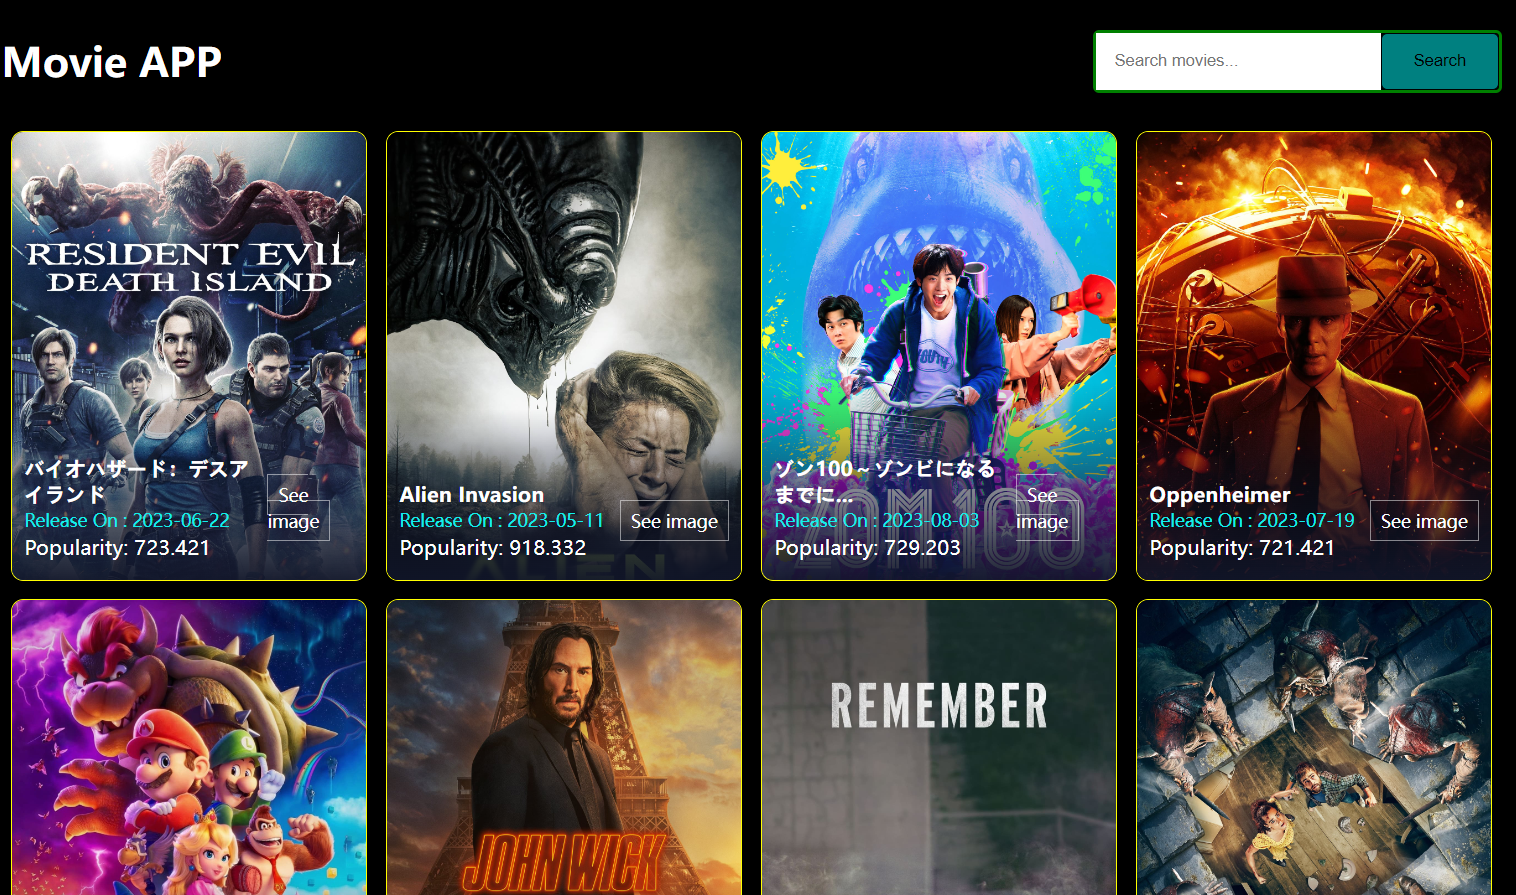 Movie APP
Search movies...
Search
RESIDENT EVIL
DEATH ISLAND
バイオハザード：デスア
イランド
See
image
Release On : 2023-06-22
Popularity: 723.421
Alien Invasion
See image
Release On : 2023-05-11
Popularity: 918.332
ALIEN
YOUTH
ゾン100～ゾンビになる
までに...
See
image
Release On : 2023-08-03
Popularity: 729.203
ZOM 100
Oppenheimer
See image
Release On : 2023-07-19
Popularity: 721.421
M
L
JOHN WICK
REMEMBER